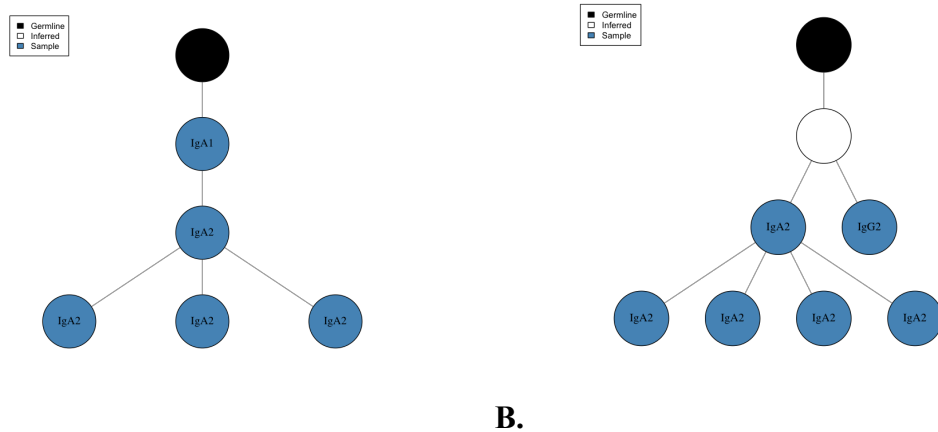 Germline
Inferred
Sample
IgA1
IgA2
IgA2
IgA2
IgA2
Germline
Inferred
Sample
IgA2
IgG2
IgA2
IgA2
IgA2
IgA2
B.